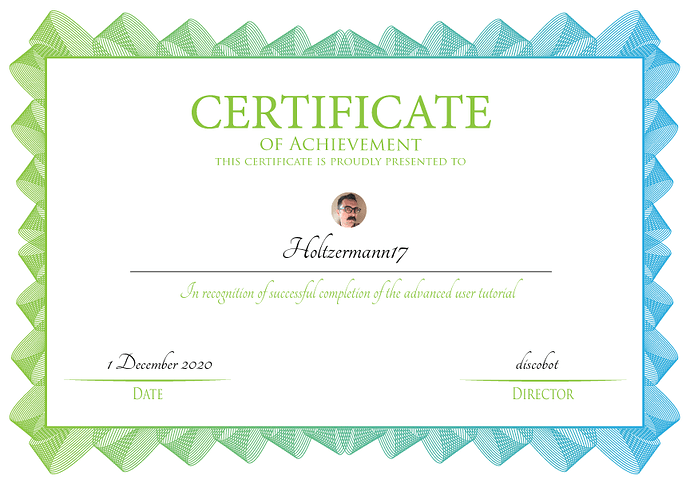 CERTIFICATE
OF ACHIEVEMENT
THIS CERTIFICATE IS PROUDLY PRESENTED TO
Holtzermann17
In recognition of successful completion of the advanced user tutorial
1 December 2020
discobot
DATE
DIRECTOR